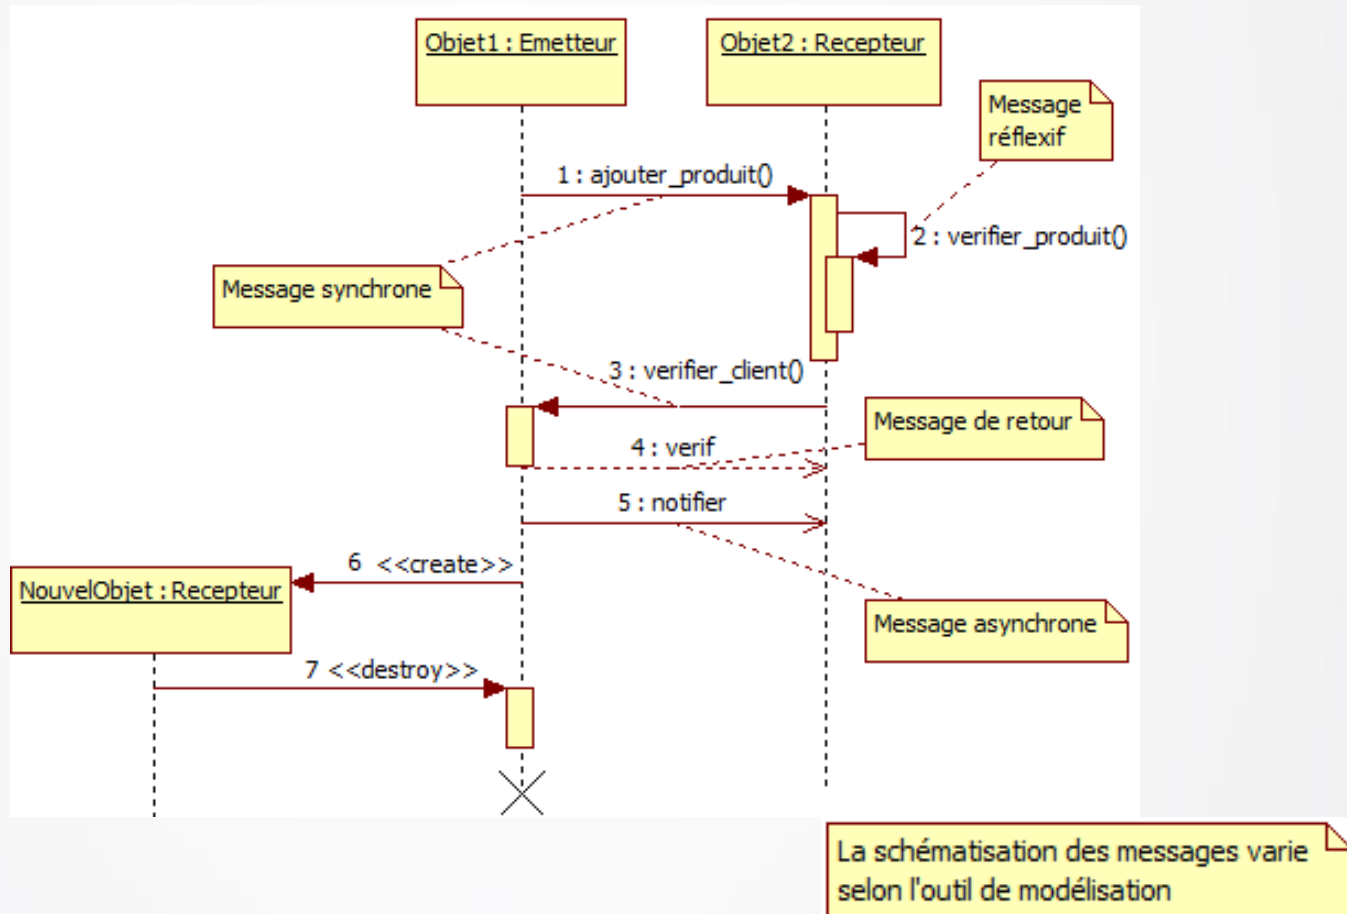 Objet1 : Emetteur
Objet2 : Recepteur
Message
réflexif
1 : ajouter_produit()
2 : verifier_produit()
Message synchrone
3 : verifier_client()
Message de retour
4 : verif
5 : notifier
6 <<create>>
NouvelObjet : Recepteur
Message asynchrone
7 <<destroy>>
La schématisation des messages varie
selon l'outil de modélisation